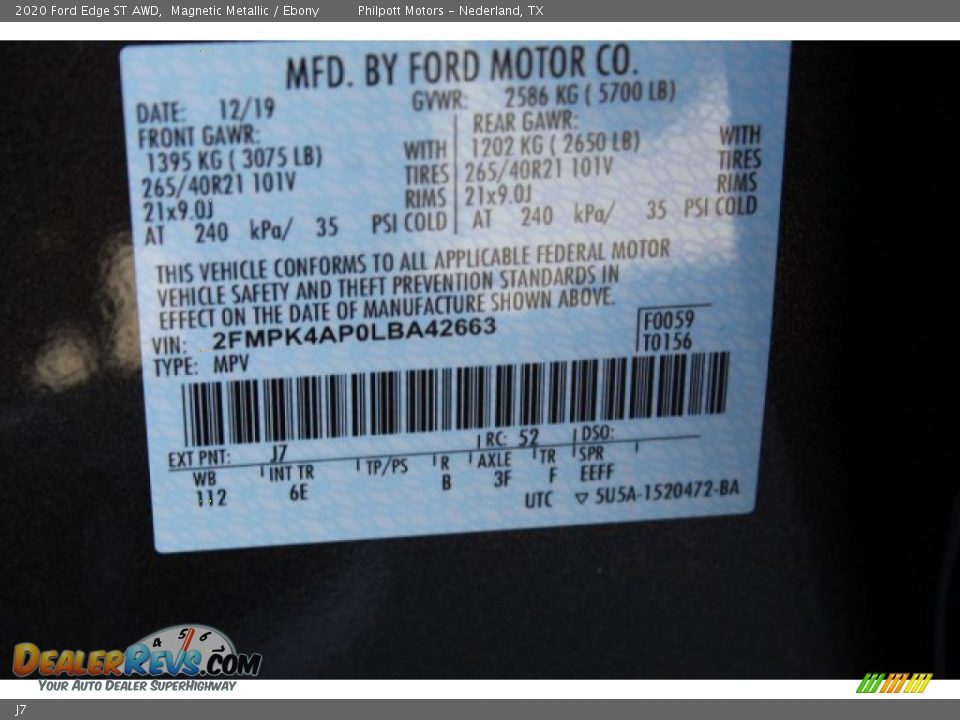 2020 Ford Edge ST AWD, Magnetic Metallic / Ebony Philpott Motors - Nederland, TX
MFD. BY FORD MOTOR CO.
DATE: 12/19 GVWR: 2586 KG ( 5700 LB)
FRONT GAWR: REAR GAWR:
1395 KG ( 3075 LB) WITH 1202 KG ( 2650 LB) WITH
265/40R21 101V TIRES 265/40R21 101V TIRES
21x9.0J RIMS 21x9.0J RIMS
AT 240 kPa/ 35 PSI COLD AT 240 kPa/ 35 PSI COLD
THIS VEHICLE CONFORMS TO ALL APPLICABLE FEDERAL MOTOR
VEHICLE SAFETY AND THEFT PREVENTION STANDARDS IN
EFFECT ON THE DATE OF MANUFACTURE SHOWN ABOVE.
VIN: 2FMPK4AP0LBA42663 F0059
TYPE: MPV T0156
EXT PNT: J7 RC: 52 DSO:
WB INT TR TP/PS R AXLE TR SPR
112 6E B 3F F EEFF
UTC ▽ 5U5A-1520472-BA
4 5 6
DEALERREVS.COM
YOUR AUTO DEALER SUPERHIGHWAY
J7